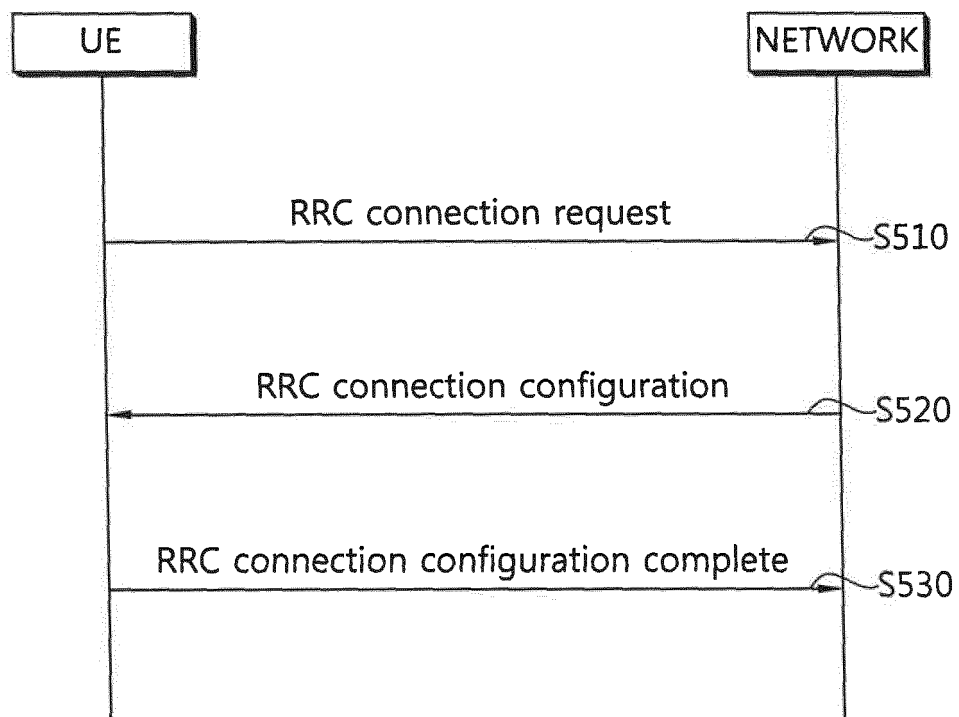 UE
NETWORK
RRC connection request
S510
RRC connection configuration
S520
RRC connection configuration complete
S530